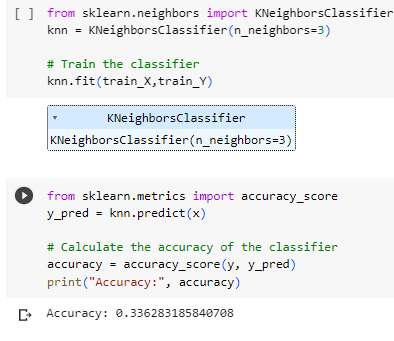 [ ] from sklearn.neighbors import KNeighborsClassifier
knn = KNeighborsClassifier(n_neighbors=3)
# Train the classifier
knn.fit(train_X,train_Y)
KNeighborsClassifier
KNeighborsClassifier(n_neighbors=3)
from sklearn.metrics import accuracy_score
y_pred = knn.predict(x)
# Calculate the accuracy of the classifier
accuracy = accuracy_score(y, y_pred)
print("Accuracy:", accuracy)
Accuracy: 0.336283185840708